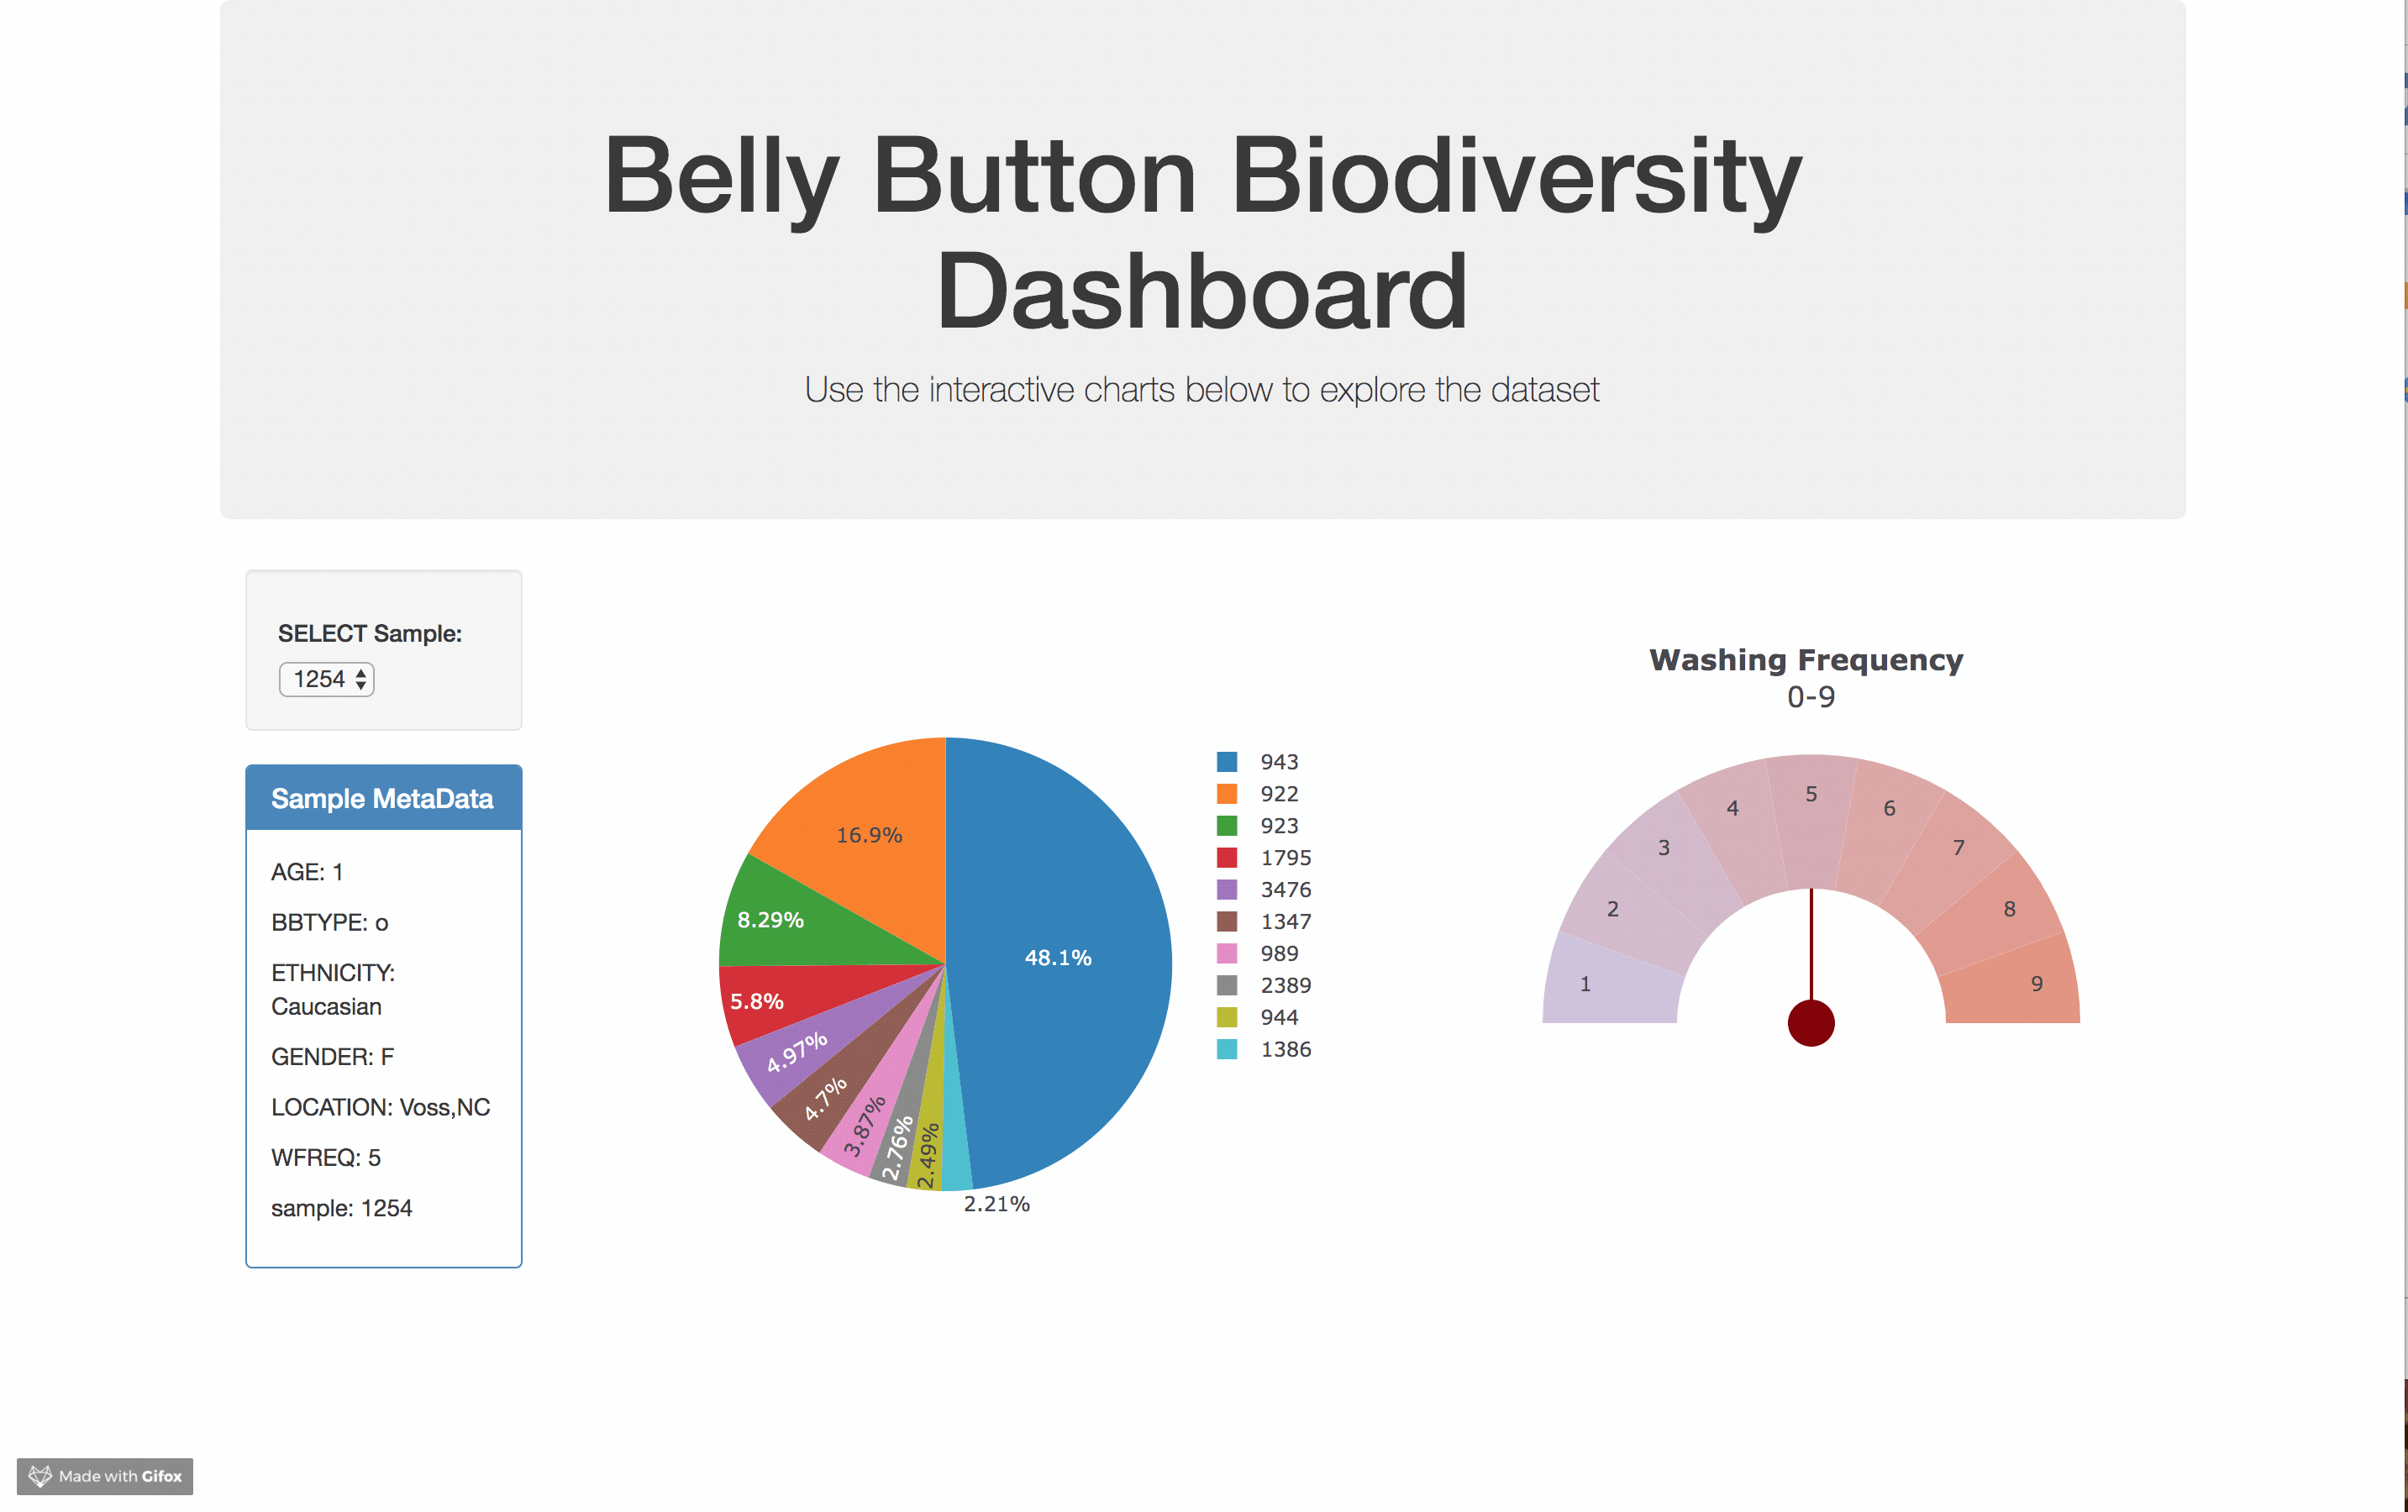 Belly Button Biodiversity
Dashboard
Use the interactive charts below to explore the dataset
SELECT Sample:
1254
Sample MetaData
AGE: 1
BBTYPE: o
ETHNICITY:
Caucasian
GENDER: F
LOCATION: Voss,NC
WFREQ: 5
sample: 1254
48.1%
16.9%
8.29%
5.8%
4.97%
4.7%
3.87%
2.76%
2.49%
2.21%
943
922
923
1795
3476
1347
989
2389
944
1386
Washing Frequency
0-9
1
2
3
4
5
6
7
8
9
Made with Gifox